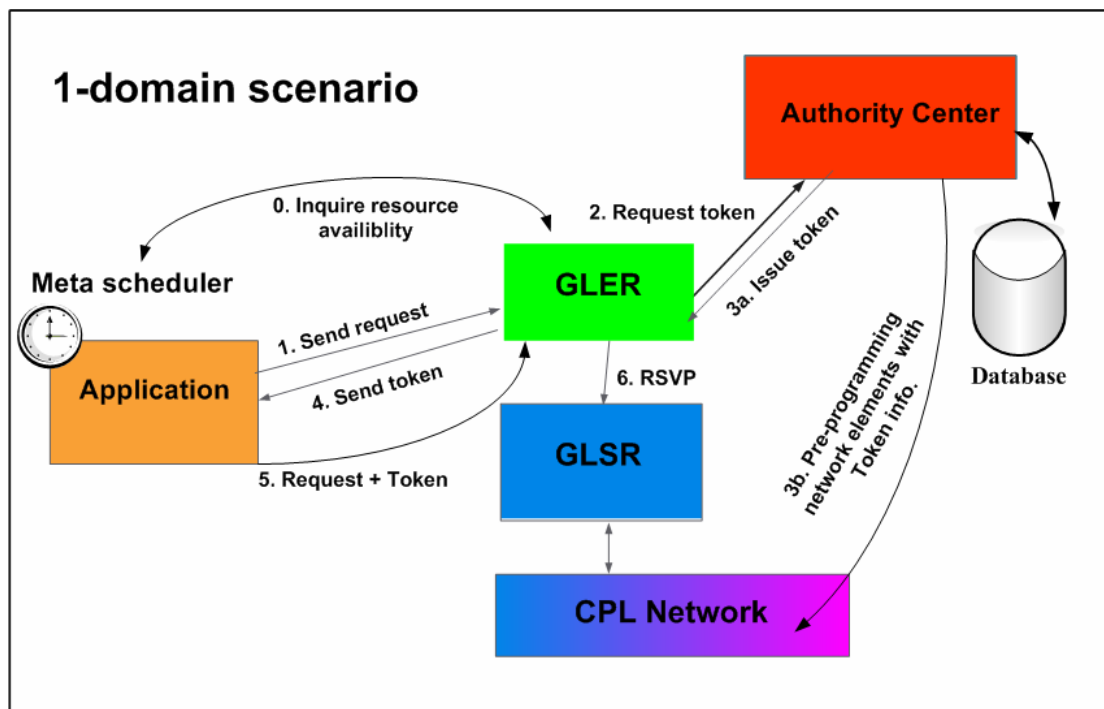 1-domain scenario
Authority Center
0. Inquire resource
availiblity
2. Request token
3a. Issue token
Meta scheduler
GLER
1. Send request
4. Send token
Application
6. RSVP
Database
3b. Pre-programming
network elements with
Token info.
GLSR
5. Request + Token
CPL Network